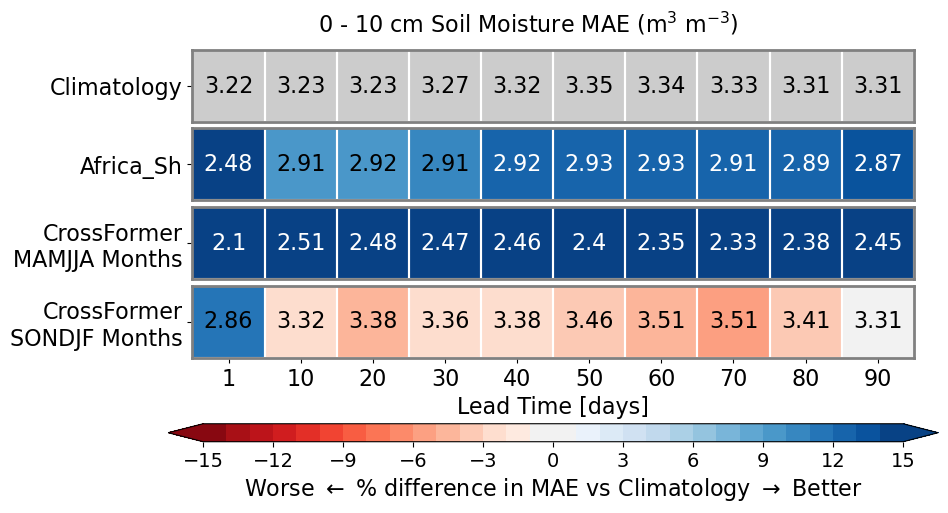 0 - 10 cm Soil Moisture MAE (m³ m⁻³)
Climatology 3.22 3.23 3.23 3.27 3.32 3.35 3.34 3.33 3.31 3.31
Africa_Sh 2.48 2.91 2.92 2.91 2.92 2.93 2.93 2.91 2.89 2.87
CrossFormer
MAMJJA Months 2.1 2.51 2.48 2.47 2.46 2.4 2.35 2.33 2.38 2.45
CrossFormer
SONDJF Months 2.86 3.32 3.38 3.36 3.38 3.46 3.51 3.51 3.41 3.31
1 10 20 30 40 50 60 70 80 90
Lead Time [days]
−15 −12 −9 −6 −3 0 3 6 9 12 15
Worse ← % difference in MAE vs Climatology → Better